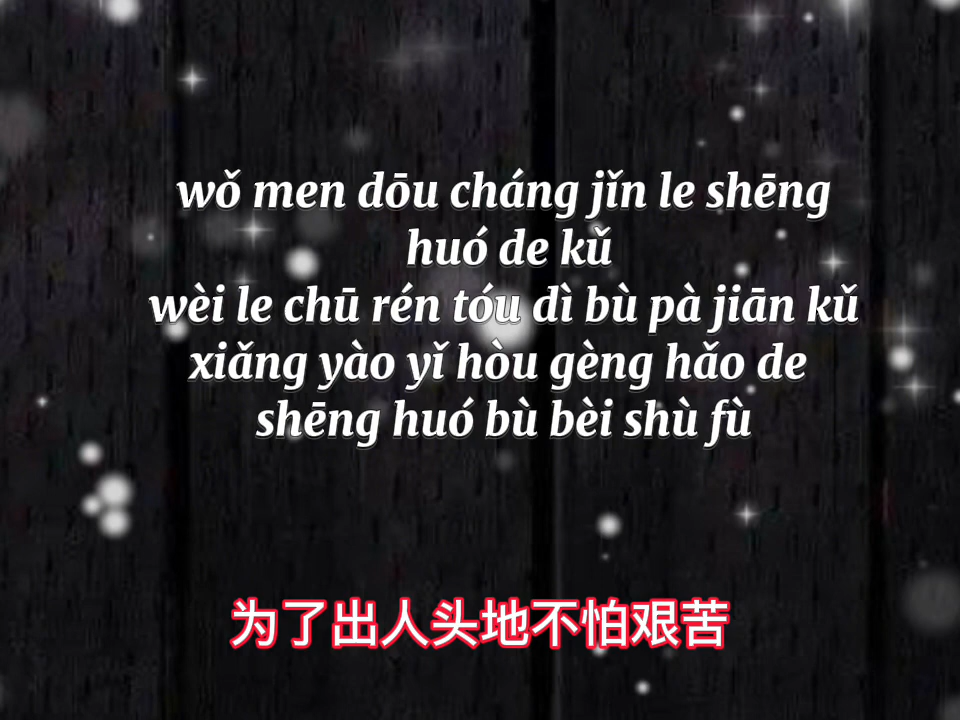 wǒ men dōu cháng jǐn le shēng
huó de kǔ
wèi le chū rén tóu dì bù pà jiān kǔ
xiǎng yào yǐ hòu gèng hǎo de
shēng huó bù bèi shù fù
为了出人头地不怕艰苦